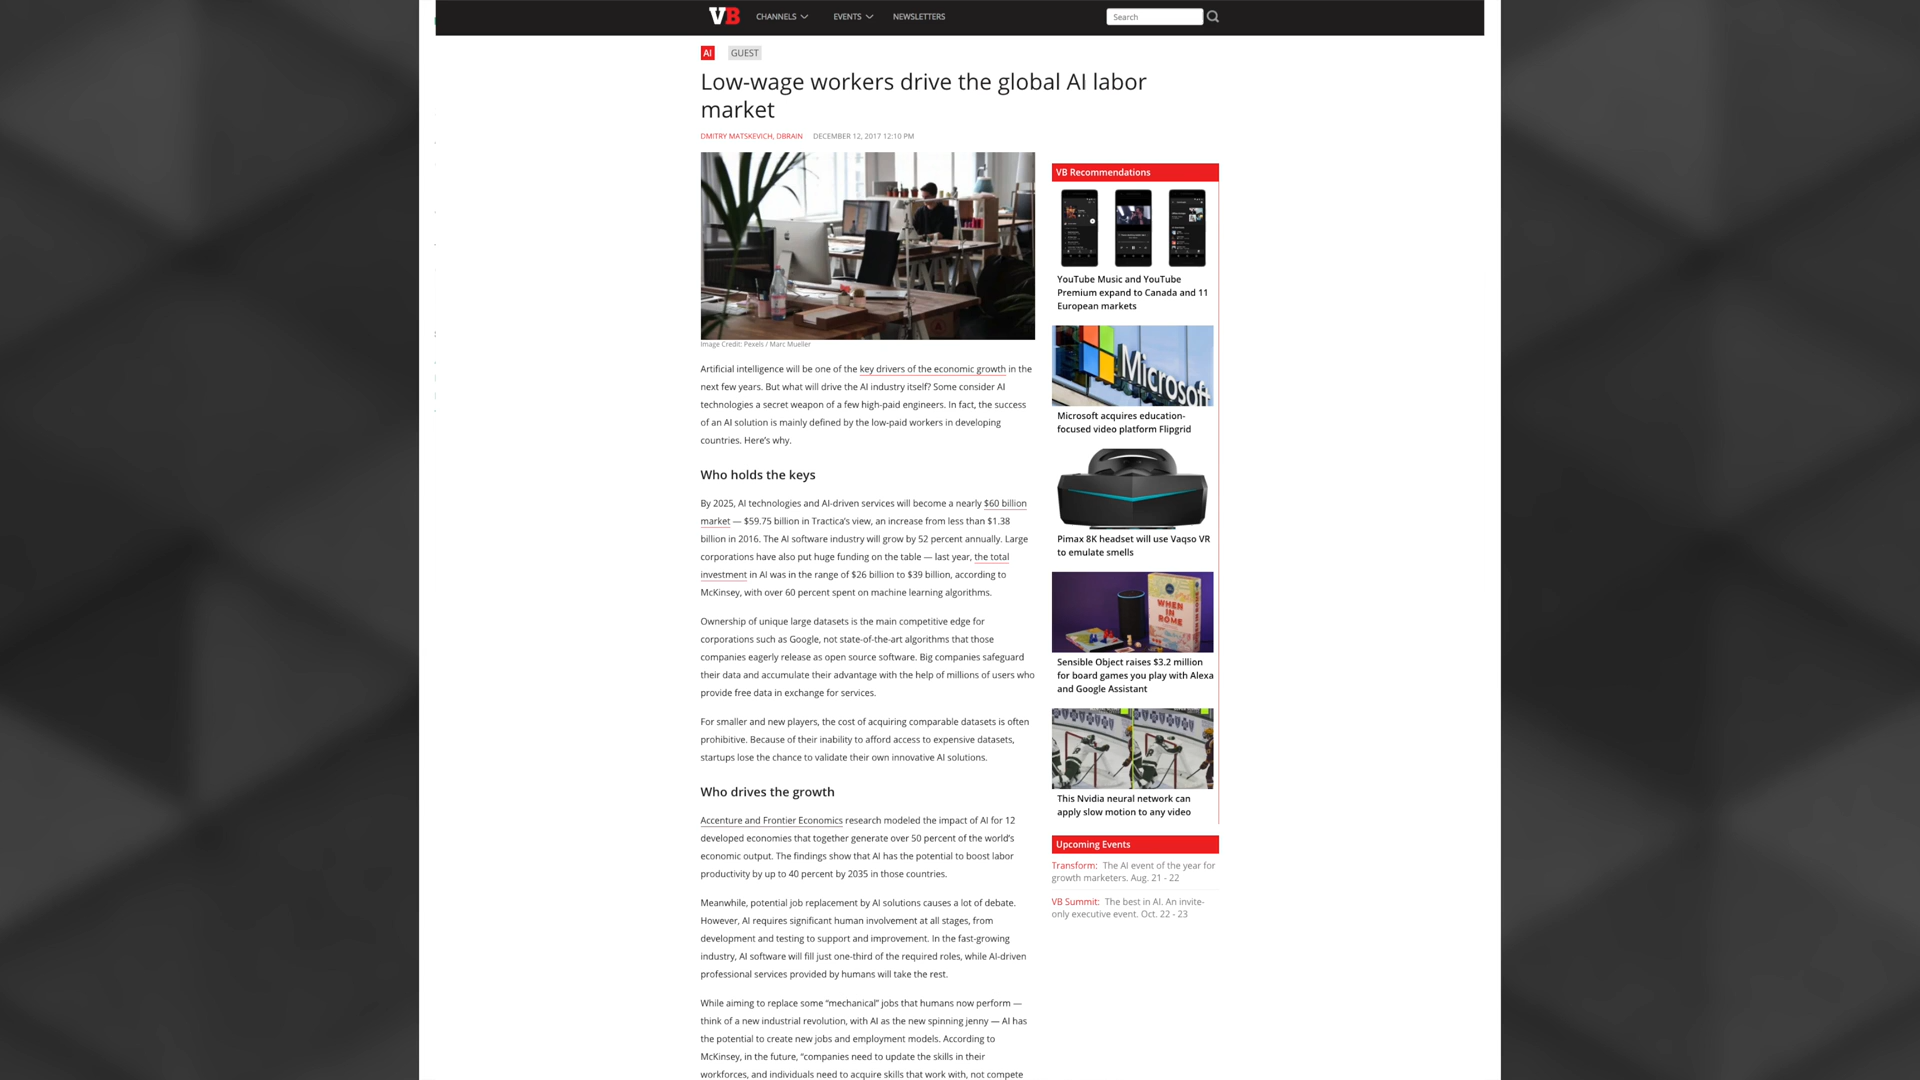 VB CHANNELS EVENTS NEWSLETTERS Search
AI GUEST
Low-wage workers drive the global AI labor
market
DMITRY MATSKEVICH, DBRAIN DECEMBER 12, 2017 12:10 PM
Image Credit: Pexels / Marc Mueller
Artificial intelligence will be one of the key drivers of the economic growth in the
next few years. But what will drive the AI industry itself? Some consider AI
technologies a secret weapon of a few high-paid engineers. In fact, the success
of an AI solution is mainly defined by the low-paid workers in developing
countries. Here's why.
Who holds the keys
By 2025, AI technologies and AI-driven services will become a nearly $60 billion
market — $59.75 billion in Tractica's view, an increase from less than $1.38
billion in 2016. The AI software industry will grow by 52 percent annually. Large
corporations have also put huge funding on the table — last year, the total
investment in AI was in the range of $26 billion to $39 billion, according to
McKinsey, with over 60 percent spent on machine learning algorithms.
Ownership of unique large datasets is the main competitive edge for
corporations such as Google, not state-of-the-art algorithms that those
companies eagerly release as open source software. Big companies safeguard
their data and accumulate their advantage with the help of millions of users who
provide free data in exchange for services.
For smaller and new players, the cost of acquiring comparable datasets is often
prohibitive. Because of their inability to afford access to expensive datasets,
startups lose the chance to validate their own innovative AI solutions.
Who drives the growth
Accenture and Frontier Economics research modeled the impact of AI for 12
developed economies that together generate over 50 percent of the world's
economic output. The findings show that AI has the potential to boost labor
productivity by up to 40 percent by 2035 in those countries.
Meanwhile, potential job replacement by AI solutions causes a lot of debate.
However, AI requires significant human involvement at all stages, from
development and testing to support and improvement. In the fast-growing
industry, AI software will fill just one-third of the required roles, while AI-driven
professional services provided by humans will take the rest.
While aiming to replace some "mechanical" jobs that humans now perform —
think of a new industrial revolution, with AI as the new spinning jenny — AI has
the potential to create new jobs and employment models. According to
McKinsey, in the future, "companies need to update the skills in their
workforces, and individuals need to acquire skills that work with, not compete
VB Recommendations
YouTube Music and YouTube
Premium expand to Canada and 11
European markets
Microsoft
Microsoft acquires education-
focused video platform Flipgrid
Pimax 8K headset will use Vaqso VR
to emulate smells
WHEN
IN
ROME
Sensible Object raises $3.2 million
for board games you play with Alexa
and Google Assistant
This Nvidia neural network can
apply slow motion to any video
Upcoming Events
Transform: The AI event of the year for
growth marketers. Aug. 21 - 22
VB Summit: The best in AI. An invite-
only executive event. Oct. 22 - 23